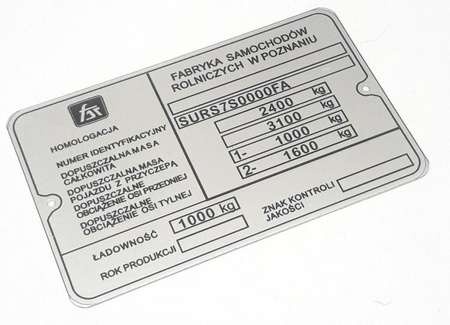 fsr
FABRYKA SAMOCHODÓW
ROLNICZYCH W POZNANIU
HOMOLOGACJA
NUMER IDENTYFIKACYJNY
SURS7S0000FA
DOPUSZCZALNA MASA
CAŁKOWITA
2400 kg
DOPUSZCZALNA MASA
POJAZDU Z PRZYCZEPĄ
3100 kg
DOPUSZCZALNE
OBCIĄŻENIE OSI PRZEDNIEJ
1- 1000 kg
DOPUSZCZALNE
OBCIĄŻENIE OSI TYLNEJ
2- 1600 kg
ŁADOWNOŚĆ 1000 kg
ZNAK KONTROLI
JAKOŚCI
ROK PRODUKCJI